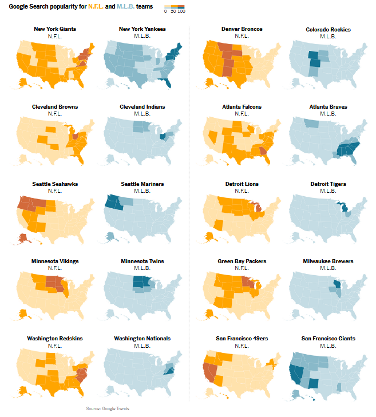 Google Search popularity for N.F.L. and M.L.B. teams
0 50 100
New York Giants
N.F.L.
New York Yankees
M.L.B.
Denver Broncos
N.F.L.
Colorado Rockies
M.L.B.
Cleveland Browns
N.F.L.
Cleveland Indians
M.L.B.
Atlanta Falcons
N.F.L.
Atlanta Braves
M.L.B.
Seattle Seahawks
N.F.L.
Seattle Mariners
M.L.B.
Detroit Lions
N.F.L.
Detroit Tigers
M.L.B.
Minnesota Vikings
N.F.L.
Minnesota Twins
M.L.B.
Green Bay Packers
N.F.L.
Milwaukee Brewers
M.L.B.
Washington Redskins
N.F.L.
Washington Nationals
M.L.B.
San Francisco 49ers
N.F.L.
San Francisco Giants
M.L.B.
Source: Google trends